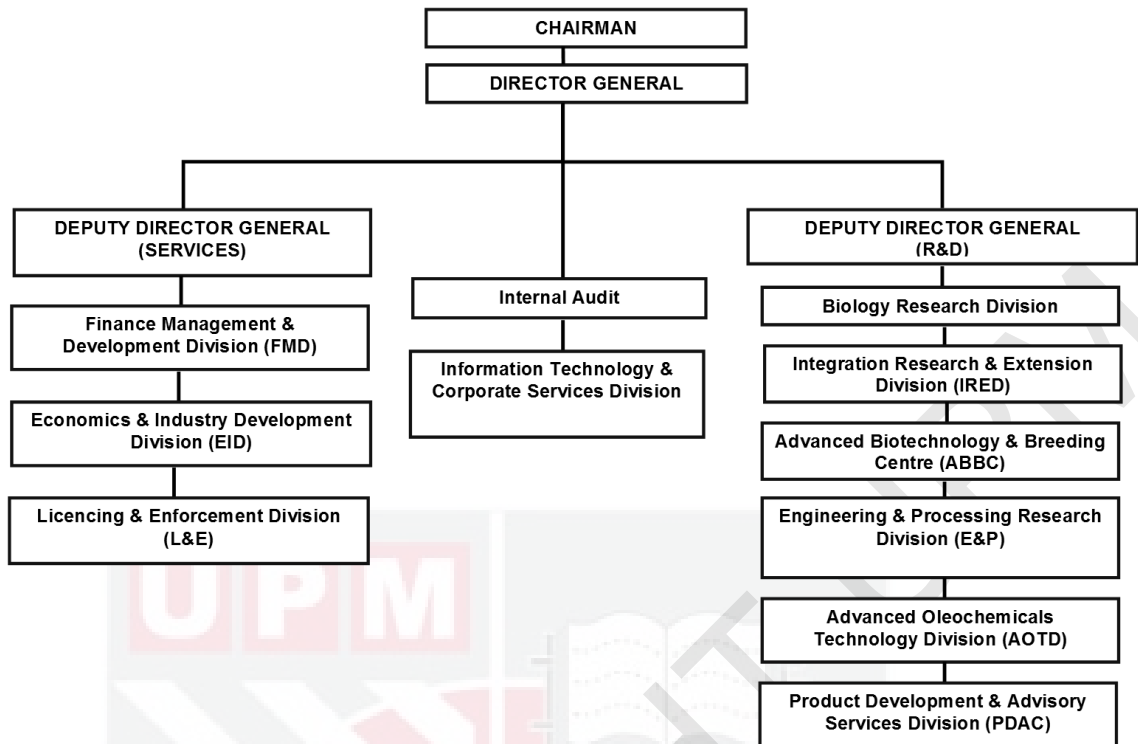 CHAIRMAN
DIRECTOR GENERAL
DEPUTY DIRECTOR GENERAL
(SERVICES)
Finance Management &
Development Division (FMD)
Economics & Industry Development
Division (EID)
Licencing & Enforcement Division
(L&E)
Internal Audit
Information Technology &
Corporate Services Division
DEPUTY DIRECTOR GENERAL
(R&D)
Biology Research Division
Integration Research & Extension
Division (IRED)
Advanced Biotechnology & Breeding
Centre (ABBC)
Engineering & Processing Research
Division (E&P)
Advanced Oleochemicals
Technology Division (AOTD)
Product Development & Advisory
Services Division (PDAC)
UPM
T UPM